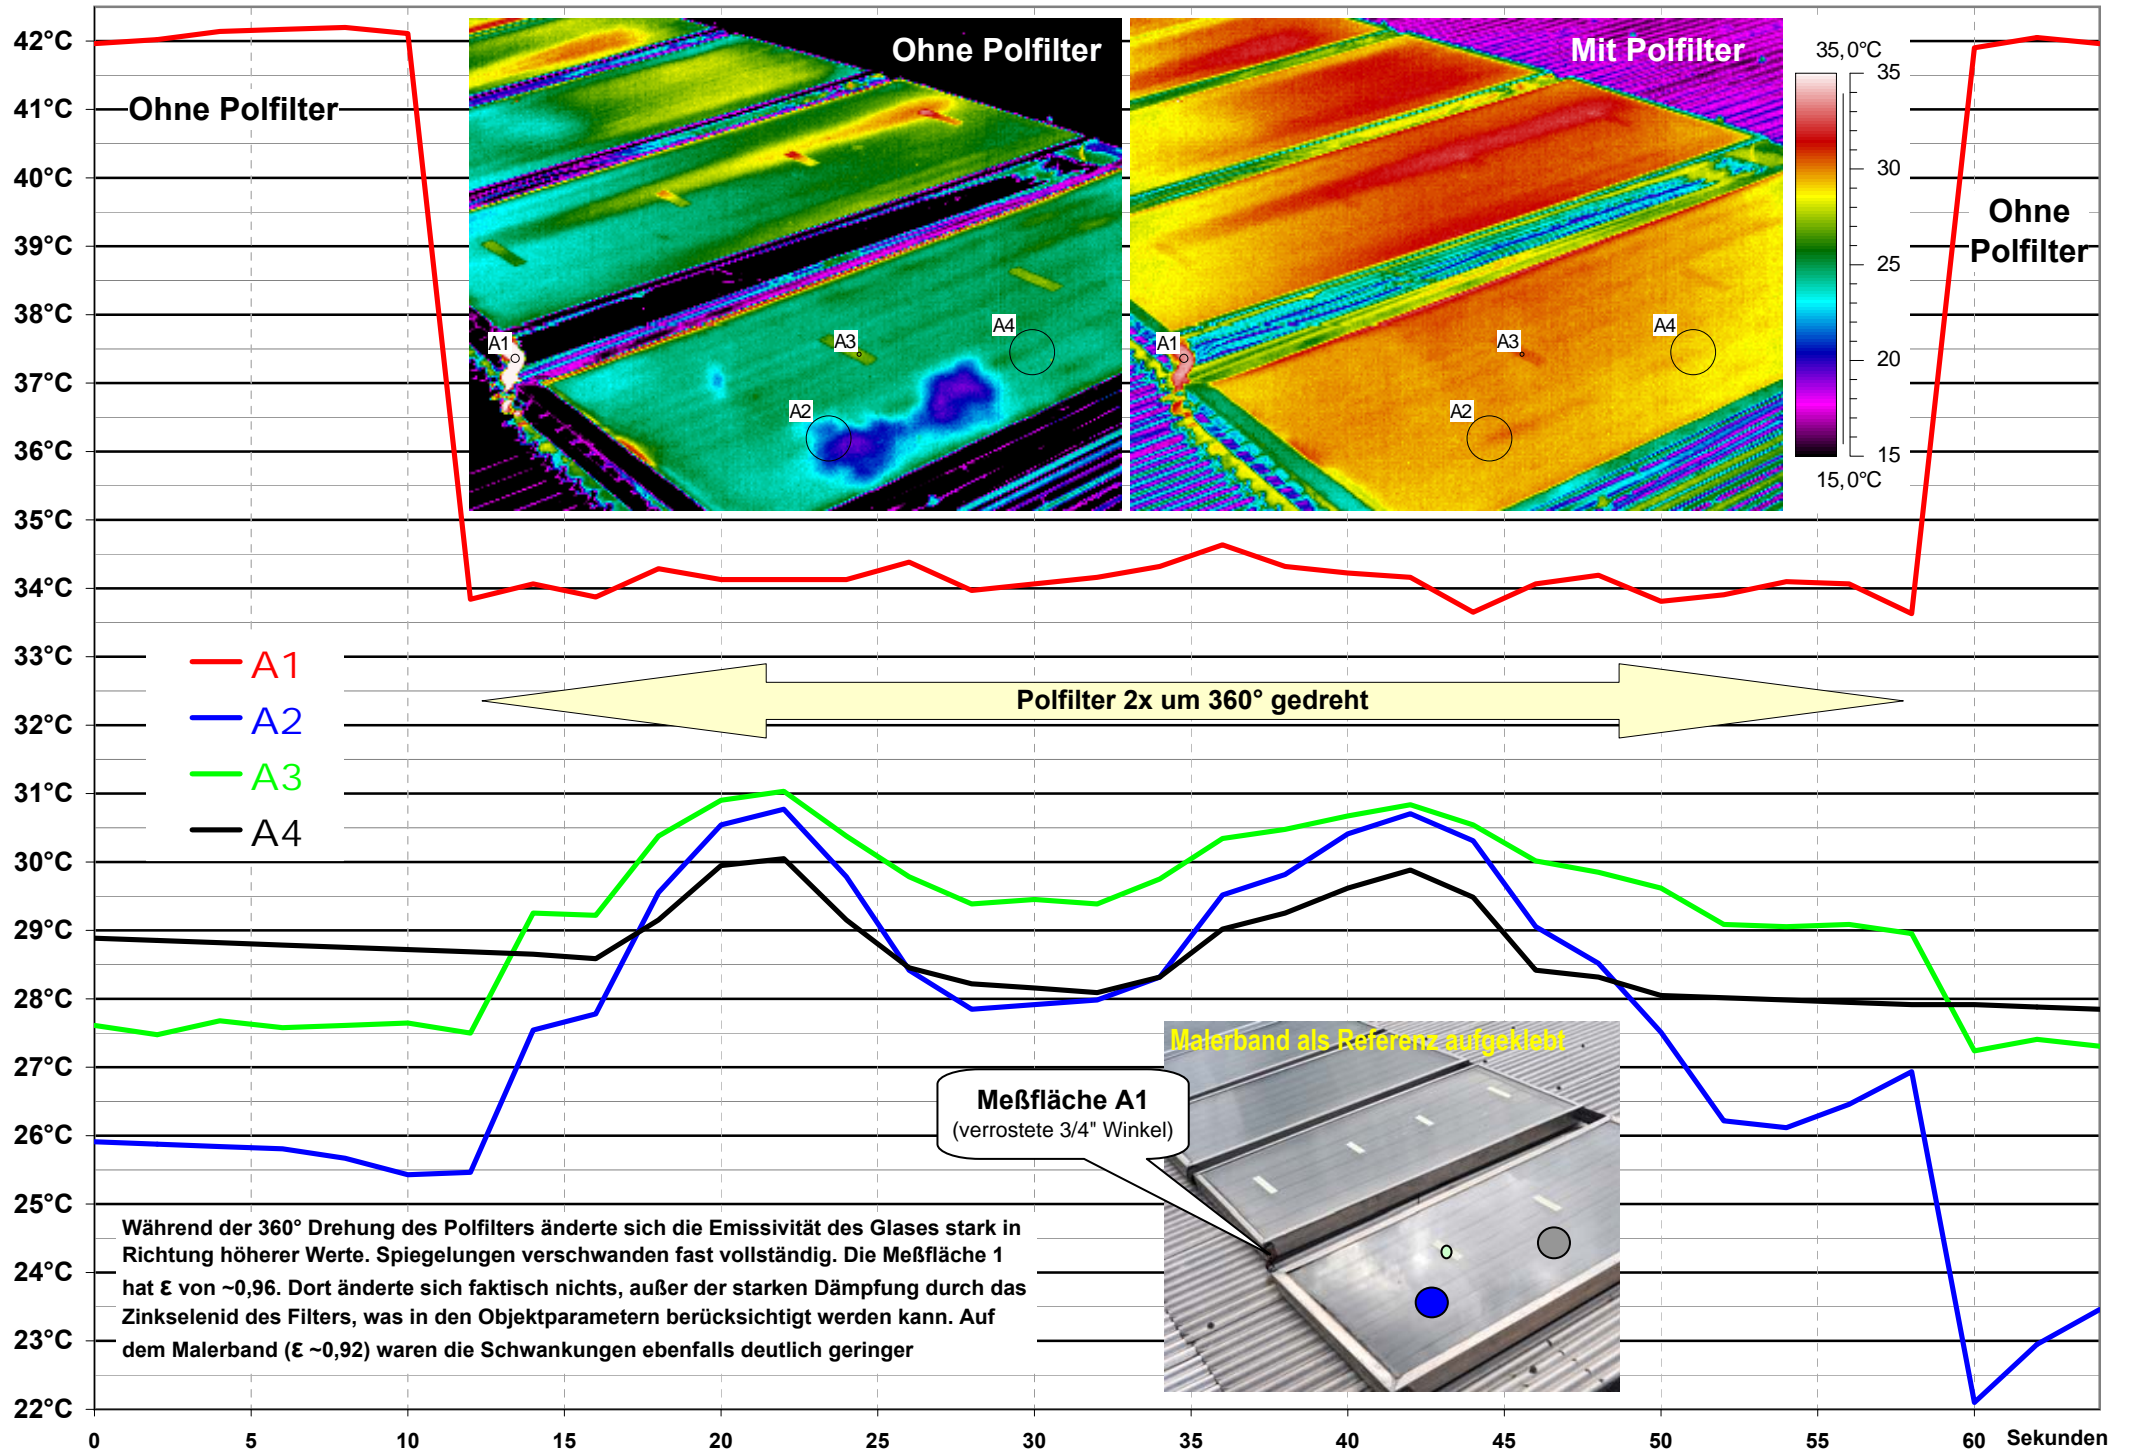 42°C
41°C
40°C
39°C
38°C
37°C
36°C
35°C
34°C
33°C
32°C
31°C
30°C
29°C
28°C
27°C
26°C
25°C
24°C
23°C
22°C
Ohne Polfilter
Ohne Polfilter
A1
A2
A3
A4
Mit Polfilter
A1
A2
A3
A4
35,0°C
35
30
25
20
15
15,0°C
Ohne
Polfilter
A1
A2
A3
A4
Polfilter 2x um 360° gedreht
Malerband als Referenz aufgeklebt
Meßfläche A1
(verrostete 3/4" Winkel)
Während der 360° Drehung des Polfilters änderte sich die Emissivität des Glases stark in
Richtung höherer Werte. Spiegelungen verschwanden fast vollständig. Die Meßfläche 1
hat ε von ~0,96. Dort änderte sich faktisch nichts, außer der starken Dämpfung durch das
Zinkselenid des Filters, was in den Objektparametern berücksichtigt werden kann. Auf
dem Malerband (ε ~0,92) waren die Schwankungen ebenfalls deutlich geringer
0 5 10 15 20 25 30 35 40 45 50 55 60 Sekunden